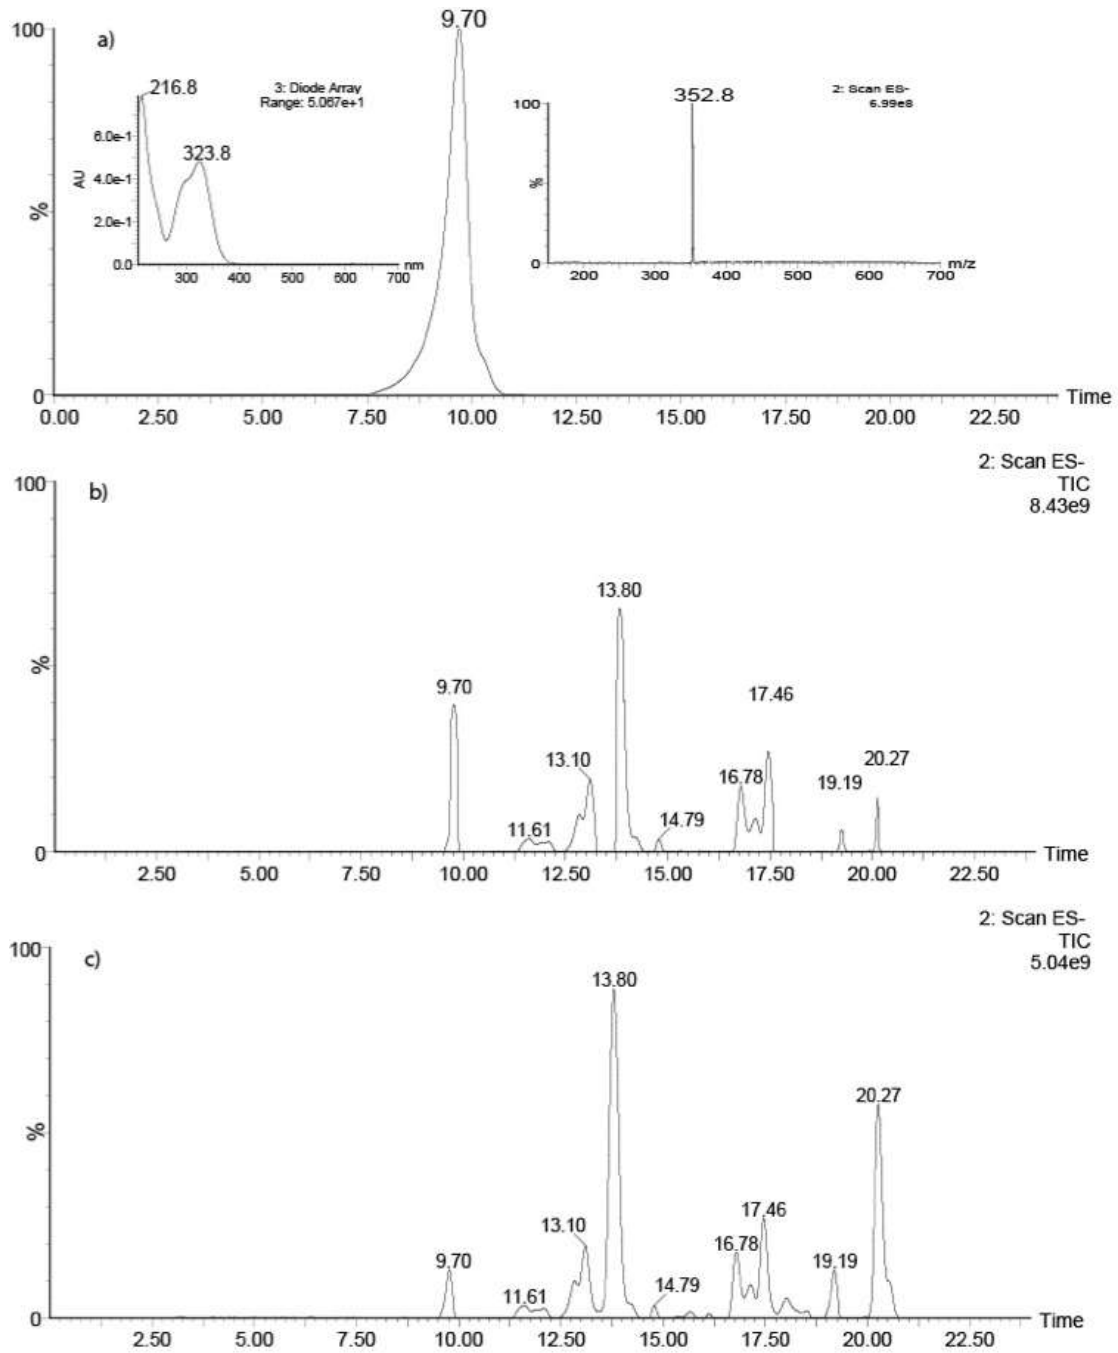 9.70
100
a)
216.8
3: Diode Array
Range: 5.067e+1
6.0e-1
323.8
AU
4.0e-1
2.0e-1
0.0
300 400 500 600 700 nm
100
352.8
2: Scan ES-
6.99e8
%
0
200 300 400 500 600 700 m/z
%
0
0.00 2.50 5.00 7.50 10.00 12.50 15.00 17.50 20.00 22.50 Time
2: Scan ES-
TIC
8.43e9
100
b)
13.80
%
9.70
17.46
13.10
16.78
20.27
19.19
11.61
14.79
0
2.50 5.00 7.50 10.00 12.50 15.00 17.50 20.00 22.50 Time
2: Scan ES-
TIC
5.04e9
100
c)
13.80
20.27
%
13.10
17.46
16.78
9.70
19.19
11.61
14.79
0
2.50 5.00 7.50 10.00 12.50 15.00 17.50 20.00 22.50 Time